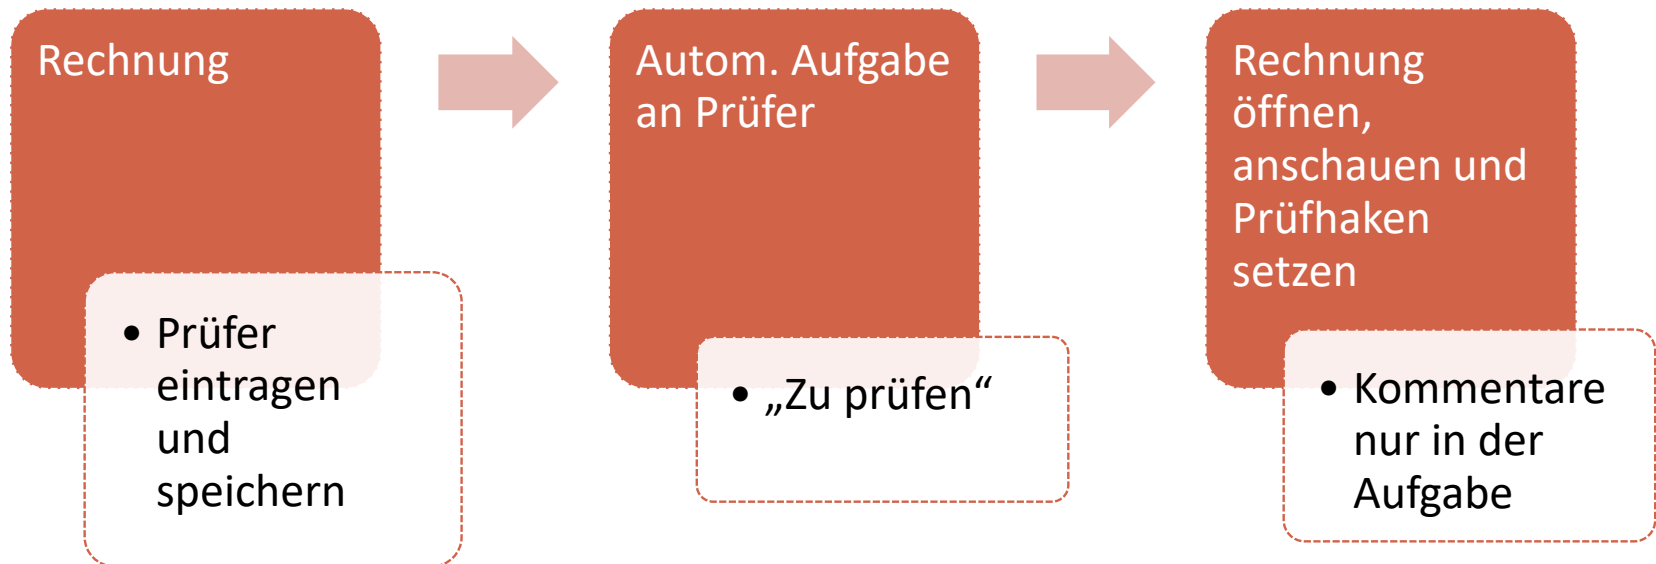 Rechnung
• Prüfer
eintragen
und
speichern
Autom. Aufgabe
an Prüfer
• „Zu prüfen“
Rechnung
öffnen,
anschauen und
Prüfhaken
setzen
• Kommentare
nur in der
Aufgabe